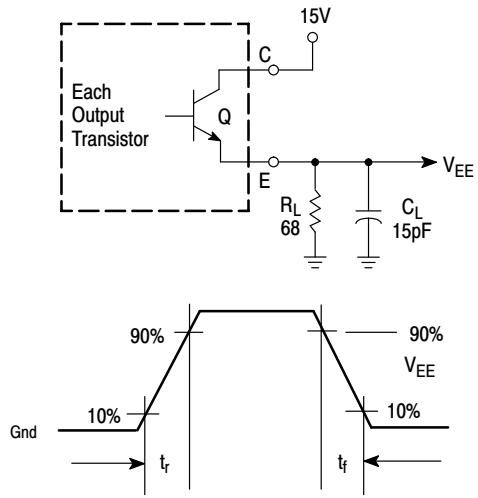 15V
C
Each
Output
Transistor
Q
E
V_EE
R_L
68
C_L
15pF
90%
90%
V_EE
10%
10%
Gnd
t_r
t_f